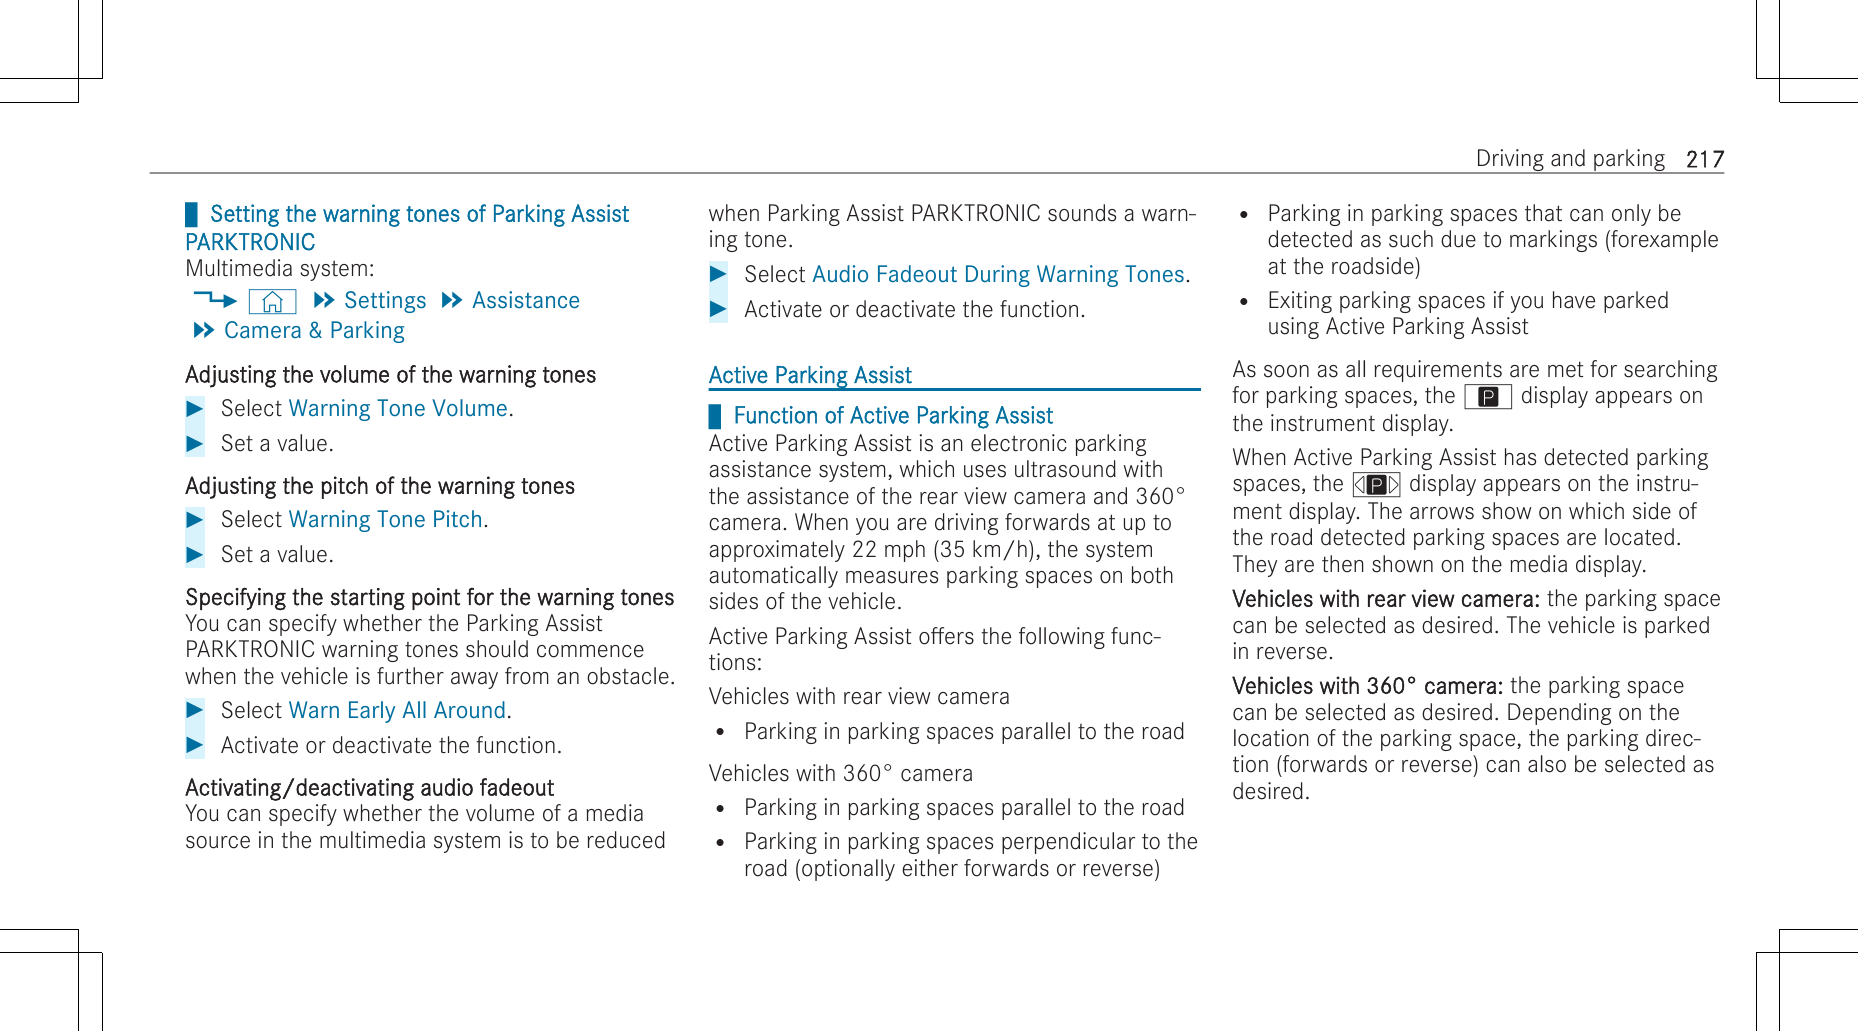 Driving and parking 217
Setting the warning tones of Parking Assist
PARKTRONIC
Multimedia system:
Settings Assistance
Camera & Parking
Adjusting the volume of the warning tones
Select Warning Tone Volume.
Set a value.
Adjusting the pitch of the warning tones
Select Warning Tone Pitch.
Set a value.
Specifying the starting point for the warning tones
You can specify whether the Parking Assist
PARKTRONIC warning tones should commence
when the vehicle is further away from an obstacle.
Select Warn Early All Around.
Activate or deactivate the function.
Activating/deactivating audio fadeout
You can specify whether the volume of a media
source in the multimedia system is to be reduced
when Parking Assist PARKTRONIC sounds a warn-
ing tone.
Select Audio Fadeout During Warning Tones.
Activate or deactivate the function.
Active Parking Assist
Function of Active Parking Assist
Active Parking Assist is an electronic parking
assistance system, which uses ultrasound with
the assistance of the rear view camera and 360°
camera. When you are driving forwards at up to
approximately 22 mph (35 km/h), the system
automatically measures parking spaces on both
sides of the vehicle.
Active Parking Assist offers the following func-
tions:
Vehicles with rear view camera
• Parking in parking spaces parallel to the road
Vehicles with 360° camera
• Parking in parking spaces parallel to the road
• Parking in parking spaces perpendicular to the
road (optionally either forwards or reverse)
• Parking in parking spaces that can only be
detected as such due to markings (forexample
at the roadside)
• Exiting parking spaces if you have parked
using Active Parking Assist
As soon as all requirements are met for searching
for parking spaces, the P display appears on
the instrument display.
When Active Parking Assist has detected parking
spaces, the P display appears on the instru-
ment display. The arrows show on which side of
the road detected parking spaces are located.
They are then shown on the media display.
Vehicles with rear view camera: the parking space
can be selected as desired. The vehicle is parked
in reverse.
Vehicles with 360° camera: the parking space
can be selected as desired. Depending on the
location of the parking space, the parking direc-
tion (forwards or reverse) can also be selected as
desired.